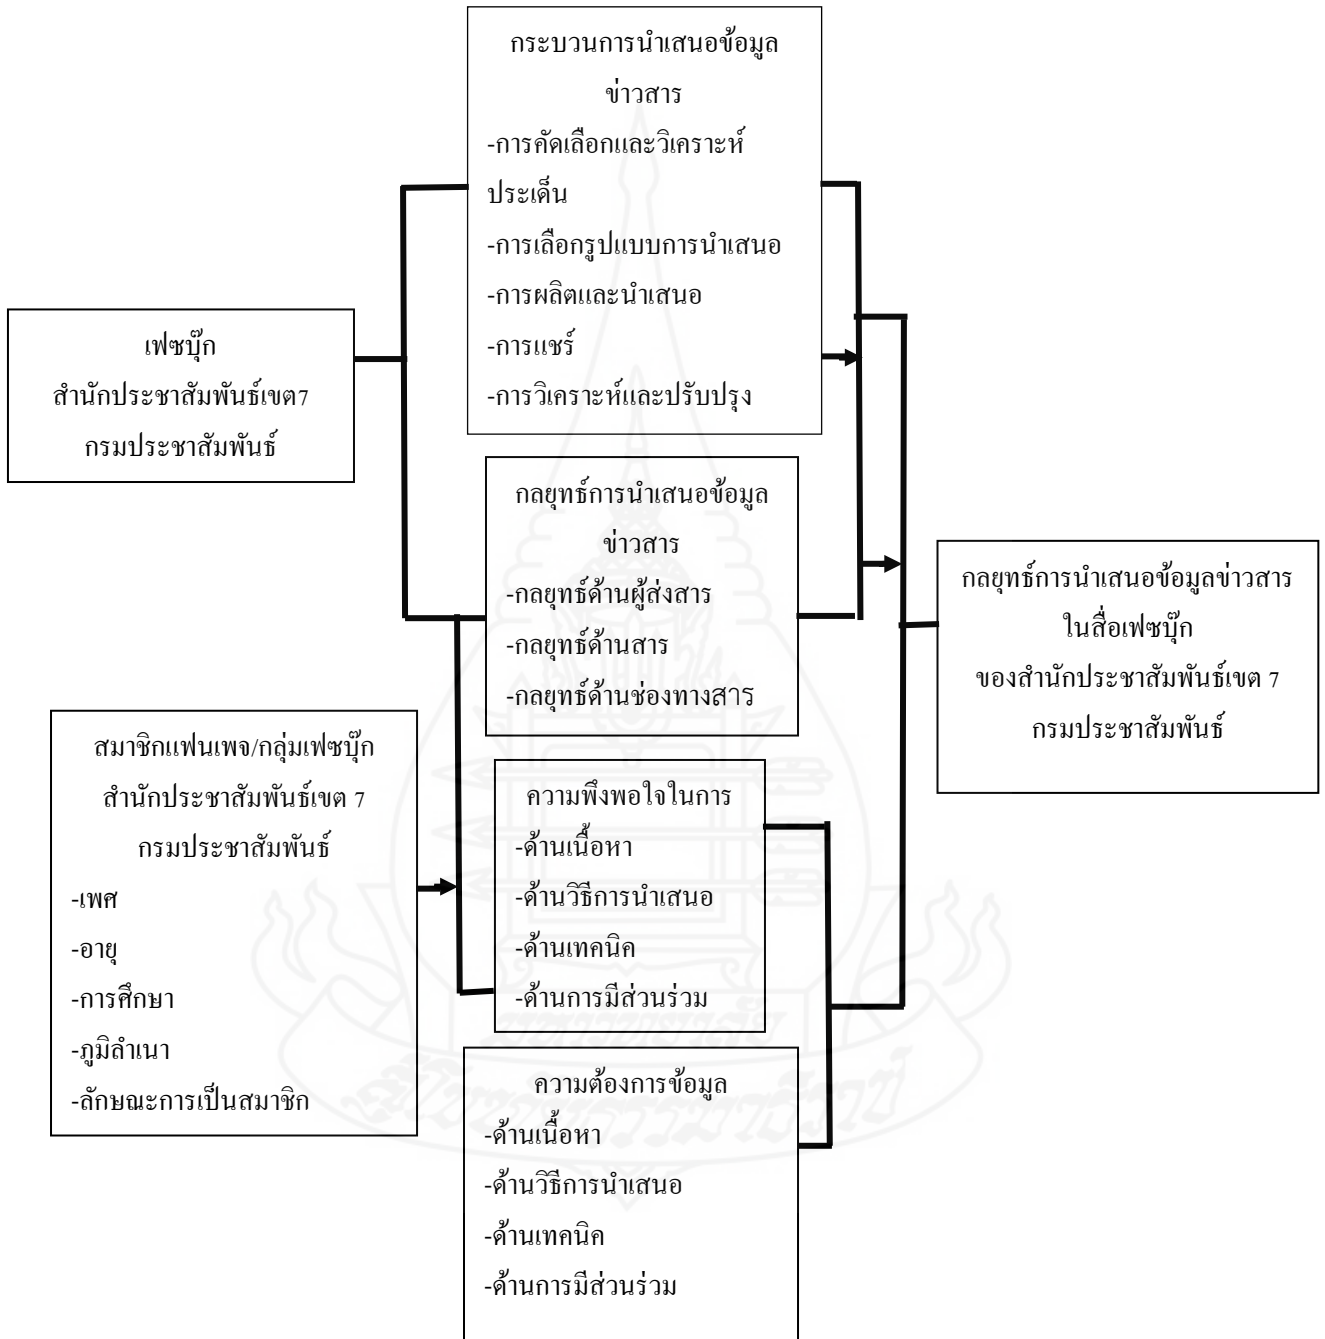 กระบวนการนำเสนอข้อมูล
ข่าวสาร
-การคัดเลือกและวิเคราะห์
ประเด็น
-การเลือกรูปแบบการนำเสนอ
-การผลิตและนำเสนอ
-การแชร์
-การวิเคราะห์และปรับปรุง
เฟซบุ๊ก
สำนักประชาสัมพันธ์เขต7
กรมประชาสัมพันธ์
กลยุทธ์การนำเสนอข้อมูล
ข่าวสาร
-กลยุทธ์ด้านผู้ส่งสาร
-กลยุทธ์ด้านสาร
-กลยุทธ์ด้านช่องทางสาร
กลยุทธ์การนำเสนอข้อมูลข่าวสาร
ในสื่อเฟซบุ๊ก
ของสำนักประชาสัมพันธ์เขต 7
กรมประชาสัมพันธ์
สมาชิกแฟนเพจ/กลุ่มเฟซบุ๊ก
สำนักประชาสัมพันธ์เขต 7
กรมประชาสัมพันธ์
-เพศ
-อายุ
-การศึกษา
-ภูมิลำเนา
-ลักษณะการเป็นสมาชิก
ความพึงพอใจในการ
-ด้านเนื้อหา
-ด้านวิธีการนำเสนอ
-ด้านเทคนิค
-ด้านการมีส่วนร่วม
ความต้องการข้อมูล
-ด้านเนื้อหา
-ด้านวิธีการนำเสนอ
-ด้านเทคนิค
-ด้านการมีส่วนร่วม